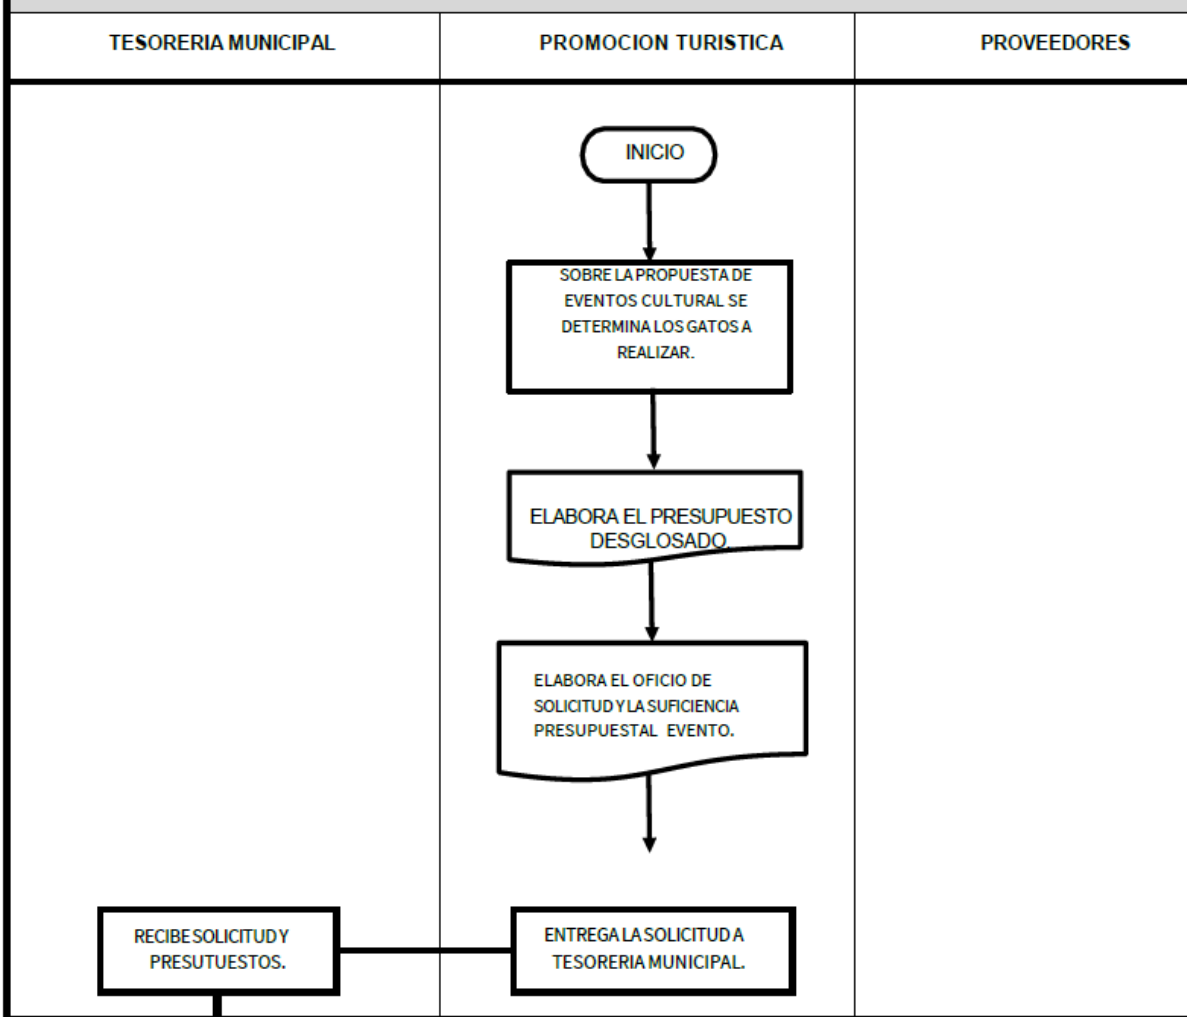 TESORERIA MUNICIPAL
PROMOCION TURISTICA
PROVEEDORES
INICIO
SOBRE LA PROPUESTA DE
EVENTOS CULTURAL SE
DETERMINA LOS GATOS A
REALIZAR.
ELABORA EL PRESUPUESTO
DESGLOSADO.
ELABORA EL OFICIO DE
SOLICITUD Y LA SUFICIENCIA
PRESUPUESTAL EVENTO.
RECIBE SOLICITUD Y
PRESUTUESTOS.
ENTREGA LA SOLICITUD A
TESORERIA MUNICIPAL.